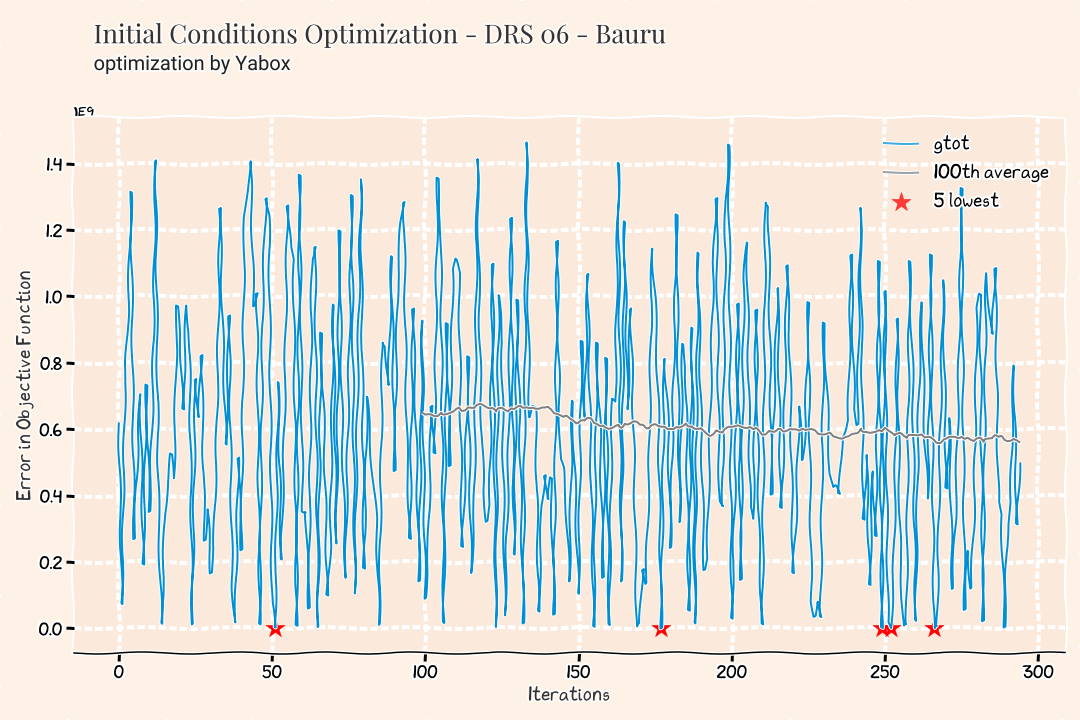 Initial Conditions Optimization - DRS 06 - Bauru
optimization by Yabox
1E9
gtot
100th average
5 lowest
1.4
1.2
1.0
0.8
0.6
0.4
0.2
0.0
Error in Objective Function
0 50 100 150 200 250 300
Iterations